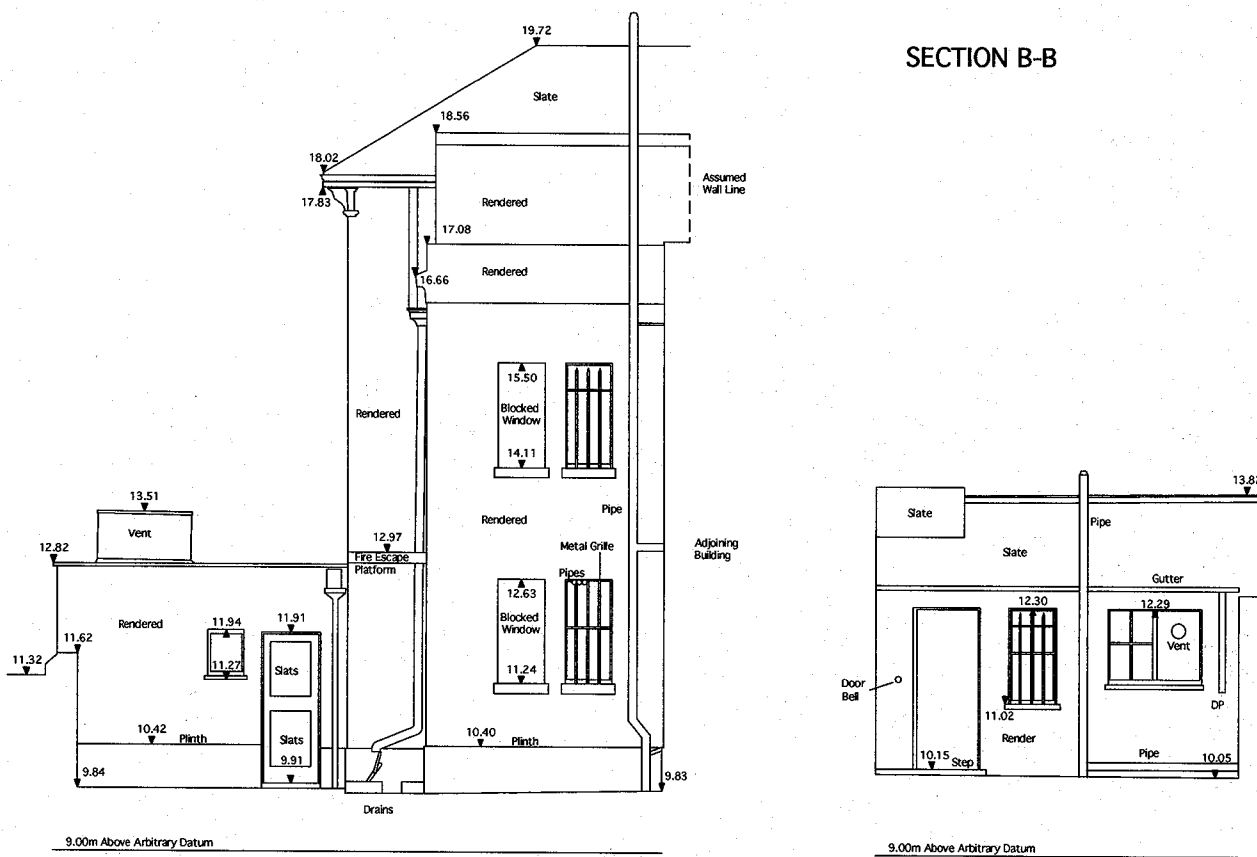 SECTION B-B
19.72
Slate
18.56
18.02
Assumed
Wall Line
17.83
Rendered
17.08
Rendered
16.66
15.50
Blocked
Window
Rendered
14.11
13.51
Vent
Pipe
Rendered
12.97
Fire Escape
Platform
Metal Grille
Adjoining
Building
12.82
Pipes
12.63
Blocked
Window
Rendered
11.94
11.91
11.62
11.32
11.27
Slats
11.24
10.42
Plinth
Slats
10.40
Plinth
9.91
9.84
9.83
Drains
9.00m Above Arbitrary Datum
13.82
Slate
Pipe
Slate
Gutter
12.30
12.29
Vent
Door
Bell
11.02
DP
Render
10.15
Step
Pipe
10.05
9.00m Above Arbitrary Datum